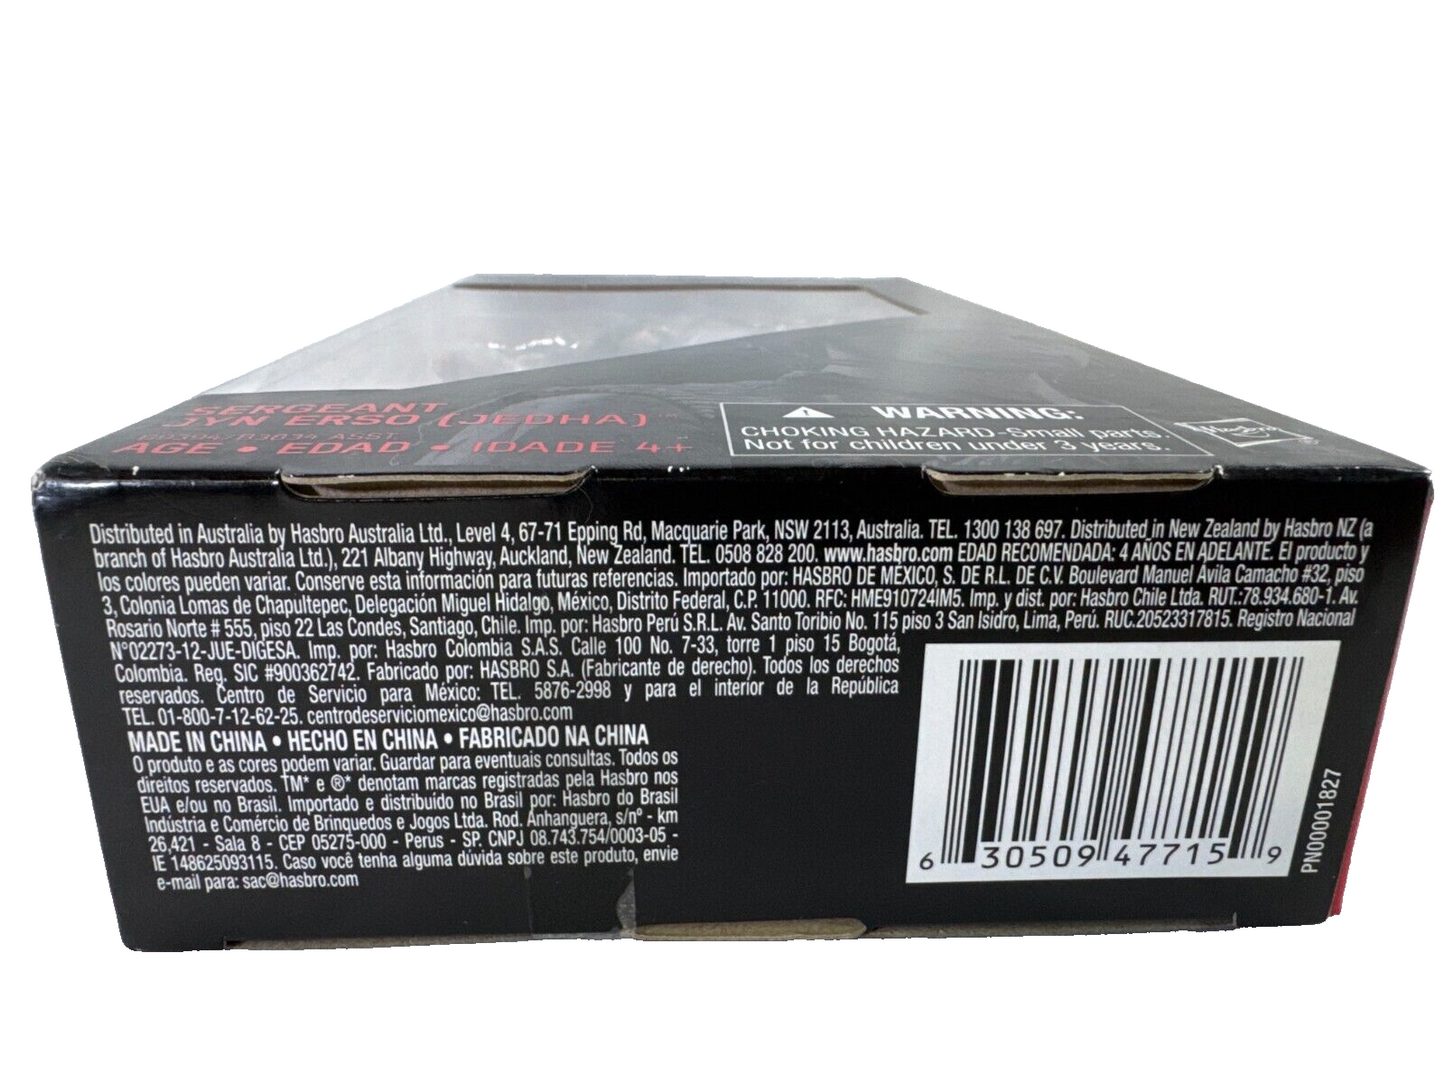 SERGEANT
JYN ERSO (JEDHA)™
B3834 ASST.
AGE • EDAD • IDADE 4+
WARNING:
CHOKING HAZARD-Small parts.
Not for children under 3 years.
Hasbro
Distributed in Australia by Hasbro Australia Ltd., Level 4, 67-71 Epping Rd, Macquarie Park, NSW 2113, Australia. TEL. 1300 138 697. Distributed in New Zealand by Hasbro NZ (a
branch of Hasbro Australia Ltd.), 221 Albany Highway, Auckland, New Zealand. TEL. 0508 828 200. www.hasbro.com EDAD RECOMENDADA: 4 AÑOS EN ADELANTE. El producto y
los colores pueden variar. Conserve esta información para futuras referencias. Importado por: HASBRO DE MÉXICO, S. DE R.L. DE C.V. Boulevard Manuel Ávila Camacho #32, piso
3, Colonia Lomas de Chapultepec, Delegación Miguel Hidalgo, México, Distrito Federal, C.P. 11000. RFC: HME910724IM5. Imp. y dist. por: Hasbro Chile Ltda. RUT.:78.934.680-1. Av.
Rosario Norte # 555, piso 22 Las Condes, Santiago, Chile. Imp. por: Hasbro Perú S.R.L. Av. Santo Toribio No. 115 piso 3 San Isidro, Lima, Perú. RUC.20523317815. Registro Nacional
N°02273-12-JUE-DIGESA. Imp. por: Hasbro Colombia S.A.S. Calle 100 No. 7-33, torre 1 piso 15 Bogotá,
Colombia. Reg. SIC #900362742. Fabricado por: HASBRO S.A. (Fabricante de derecho). Todos los derechos
reservados. Centro de Servicio para México: TEL. 5876-2998 y para el interior de la República
TEL. 01-800-7-12-62-25. centrodeserviciomexico@hasbro.com
MADE IN CHINA • HECHO EN CHINA • FABRICADO NA CHINA
O produto e as cores podem variar. Guardar para eventuais consultas. Todos os
direitos reservados. TM* e ®* denotam marcas registradas pela Hasbro nos
EUA e/ou no Brasil. Importado e distribuído no Brasil por: Hasbro do Brasil
Indústria e Comércio de Brinquedos e Jogos Ltda. Rod. Anhanguera, s/nº - km
26,421 - Sala 8 - CEP 05275-000 - Perus - SP. CNPJ 08.743.754/0003-05 -
IE 148625093115. Caso você tenha alguma dúvida sobre este produto, envie
e-mail para: sac@hasbro.com
6 30509 47715 9
PN00001827